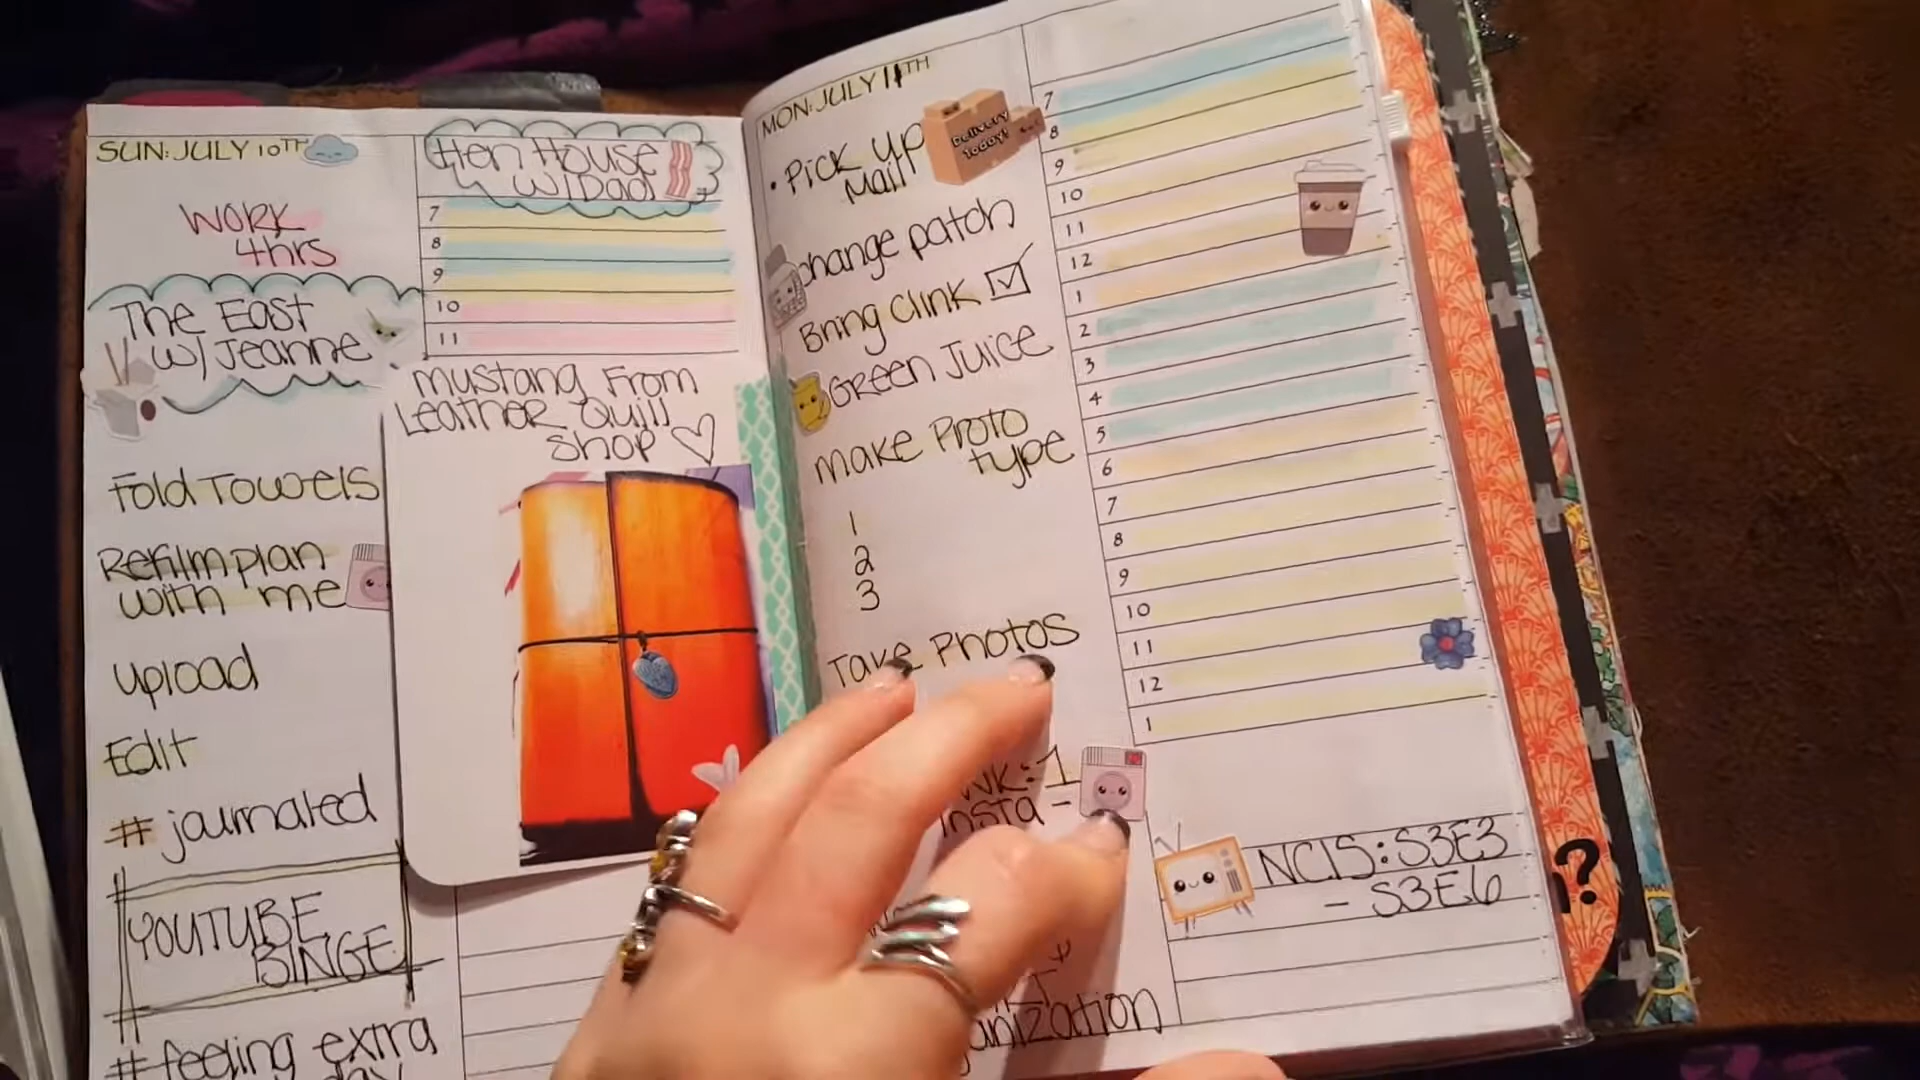 SUN: JULY 10TH
WORK
4hrs
The East
w/ Jeanne
Fold Towels
Refilm plan
with me
Upload
Edit
# journaled
YOUTUBE
BINGE
# feeling extra
Hen House
w/ Dad
7
8
9
10
11
Mustang From
Leather Quill
Shop
MON: JULY 11TH
• Pick up
Mail
Delivery
Today!
Change patch
Bring Clink
Green Juice
Make Proto
type
1
2
3
Take Photos
: 1
Insta -
7
8
9
10
11
12
1
2
3
4
5
6
7
8
9
10
11
12
1
NCIS: S3E3
- S3E6
?